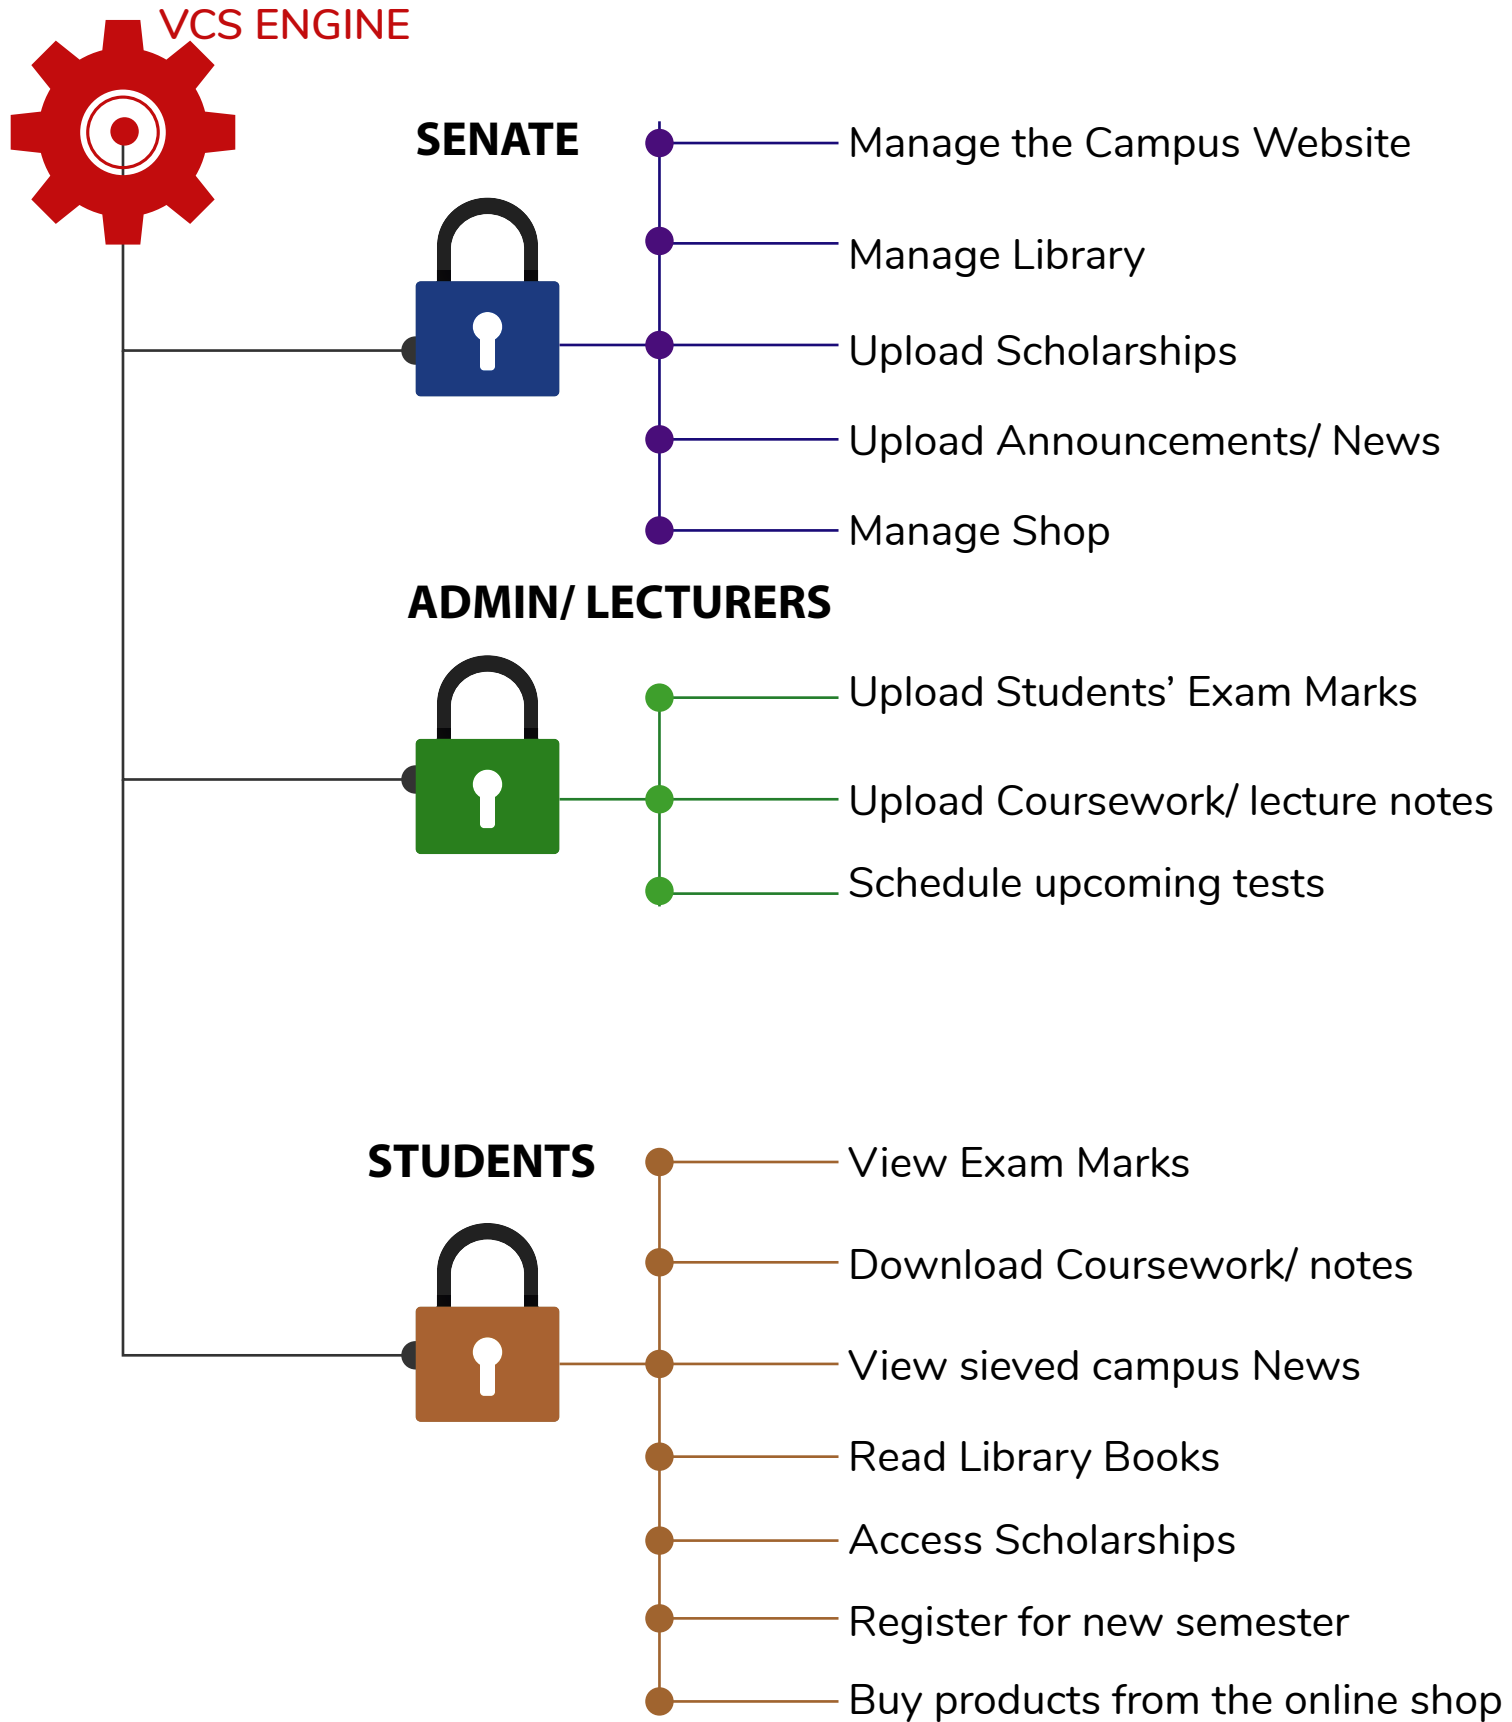 VCS ENGINE
SENATE
Manage the Campus Website
Manage Library
Upload Scholarships
Upload Announcements/ News
Manage Shop
ADMIN/ LECTURERS
Upload Students’ Exam Marks
Upload Coursework/ lecture notes
Schedule upcoming tests
STUDENTS
View Exam Marks
Download Coursework/ notes
View sieved campus News
Read Library Books
Access Scholarships
Register for new semester
Buy products from the online shop